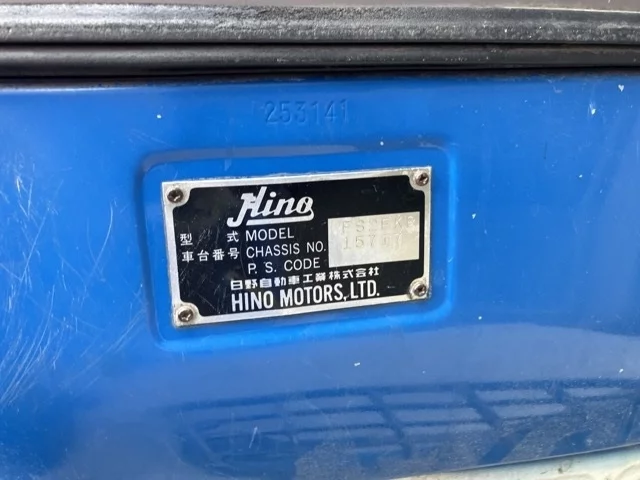 253141
Hino
型 式 MODEL
車台番号 CHASSIS NO.
P. S. CODE
日野自動車工業株式会社
HINO MOTORS, LTD.